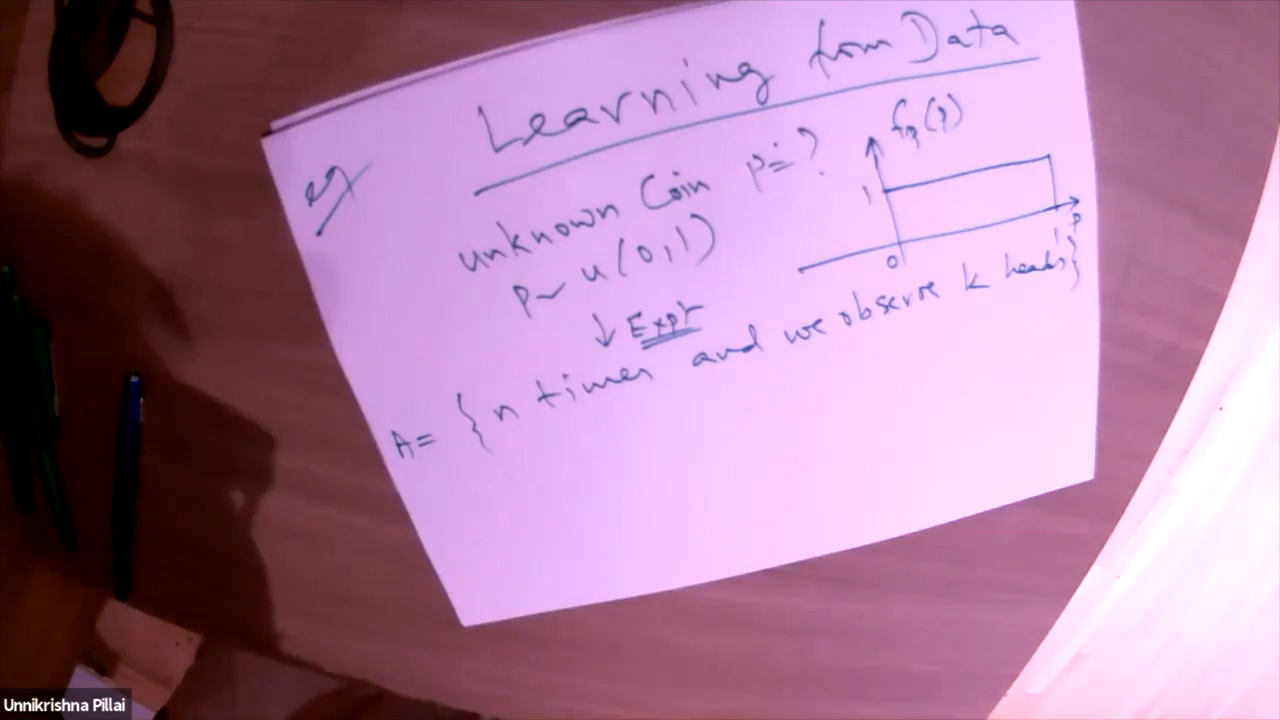 Learning from Data
eg
unknown Coin p=?
p~ u(0,1)
fp(p)
1
0
1
p
↓ Expt
A= {n times and we observe k heads}
Unnikrishna Pillai